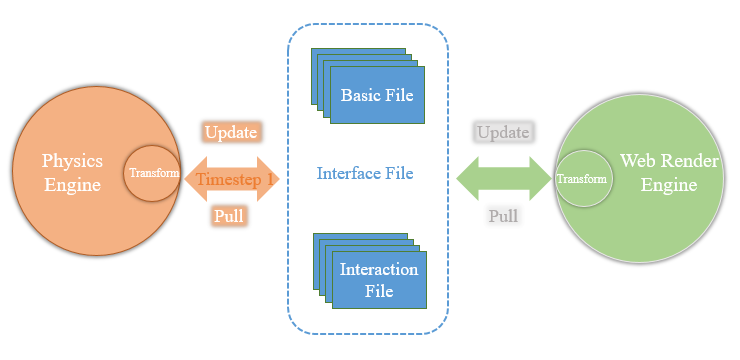 Physics
Engine
Transform
Update
Timestep 1
Pull
Basic File
Interface File
Interaction
File
Update
Pull
Transform
Web Render
Engine